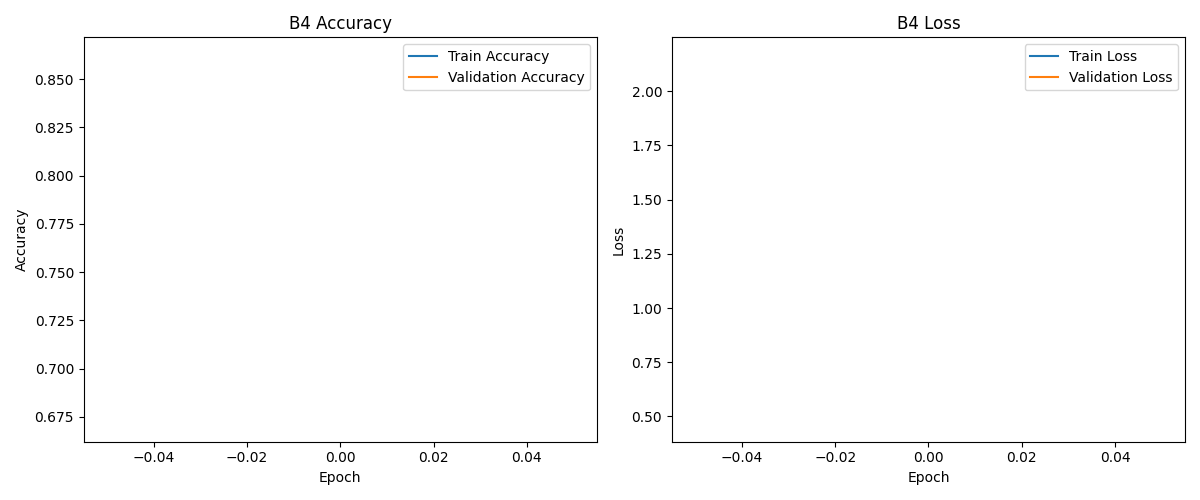 B4 Accuracy
Train Accuracy
Validation Accuracy
0.850
0.825
0.800
0.775
0.750
0.725
0.700
0.675
Accuracy
−0.04 −0.02 0.00 0.02 0.04
Epoch
B4 Loss
Train Loss
Validation Loss
2.00
1.75
1.50
1.25
1.00
0.75
0.50
Loss
−0.04 −0.02 0.00 0.02 0.04
Epoch